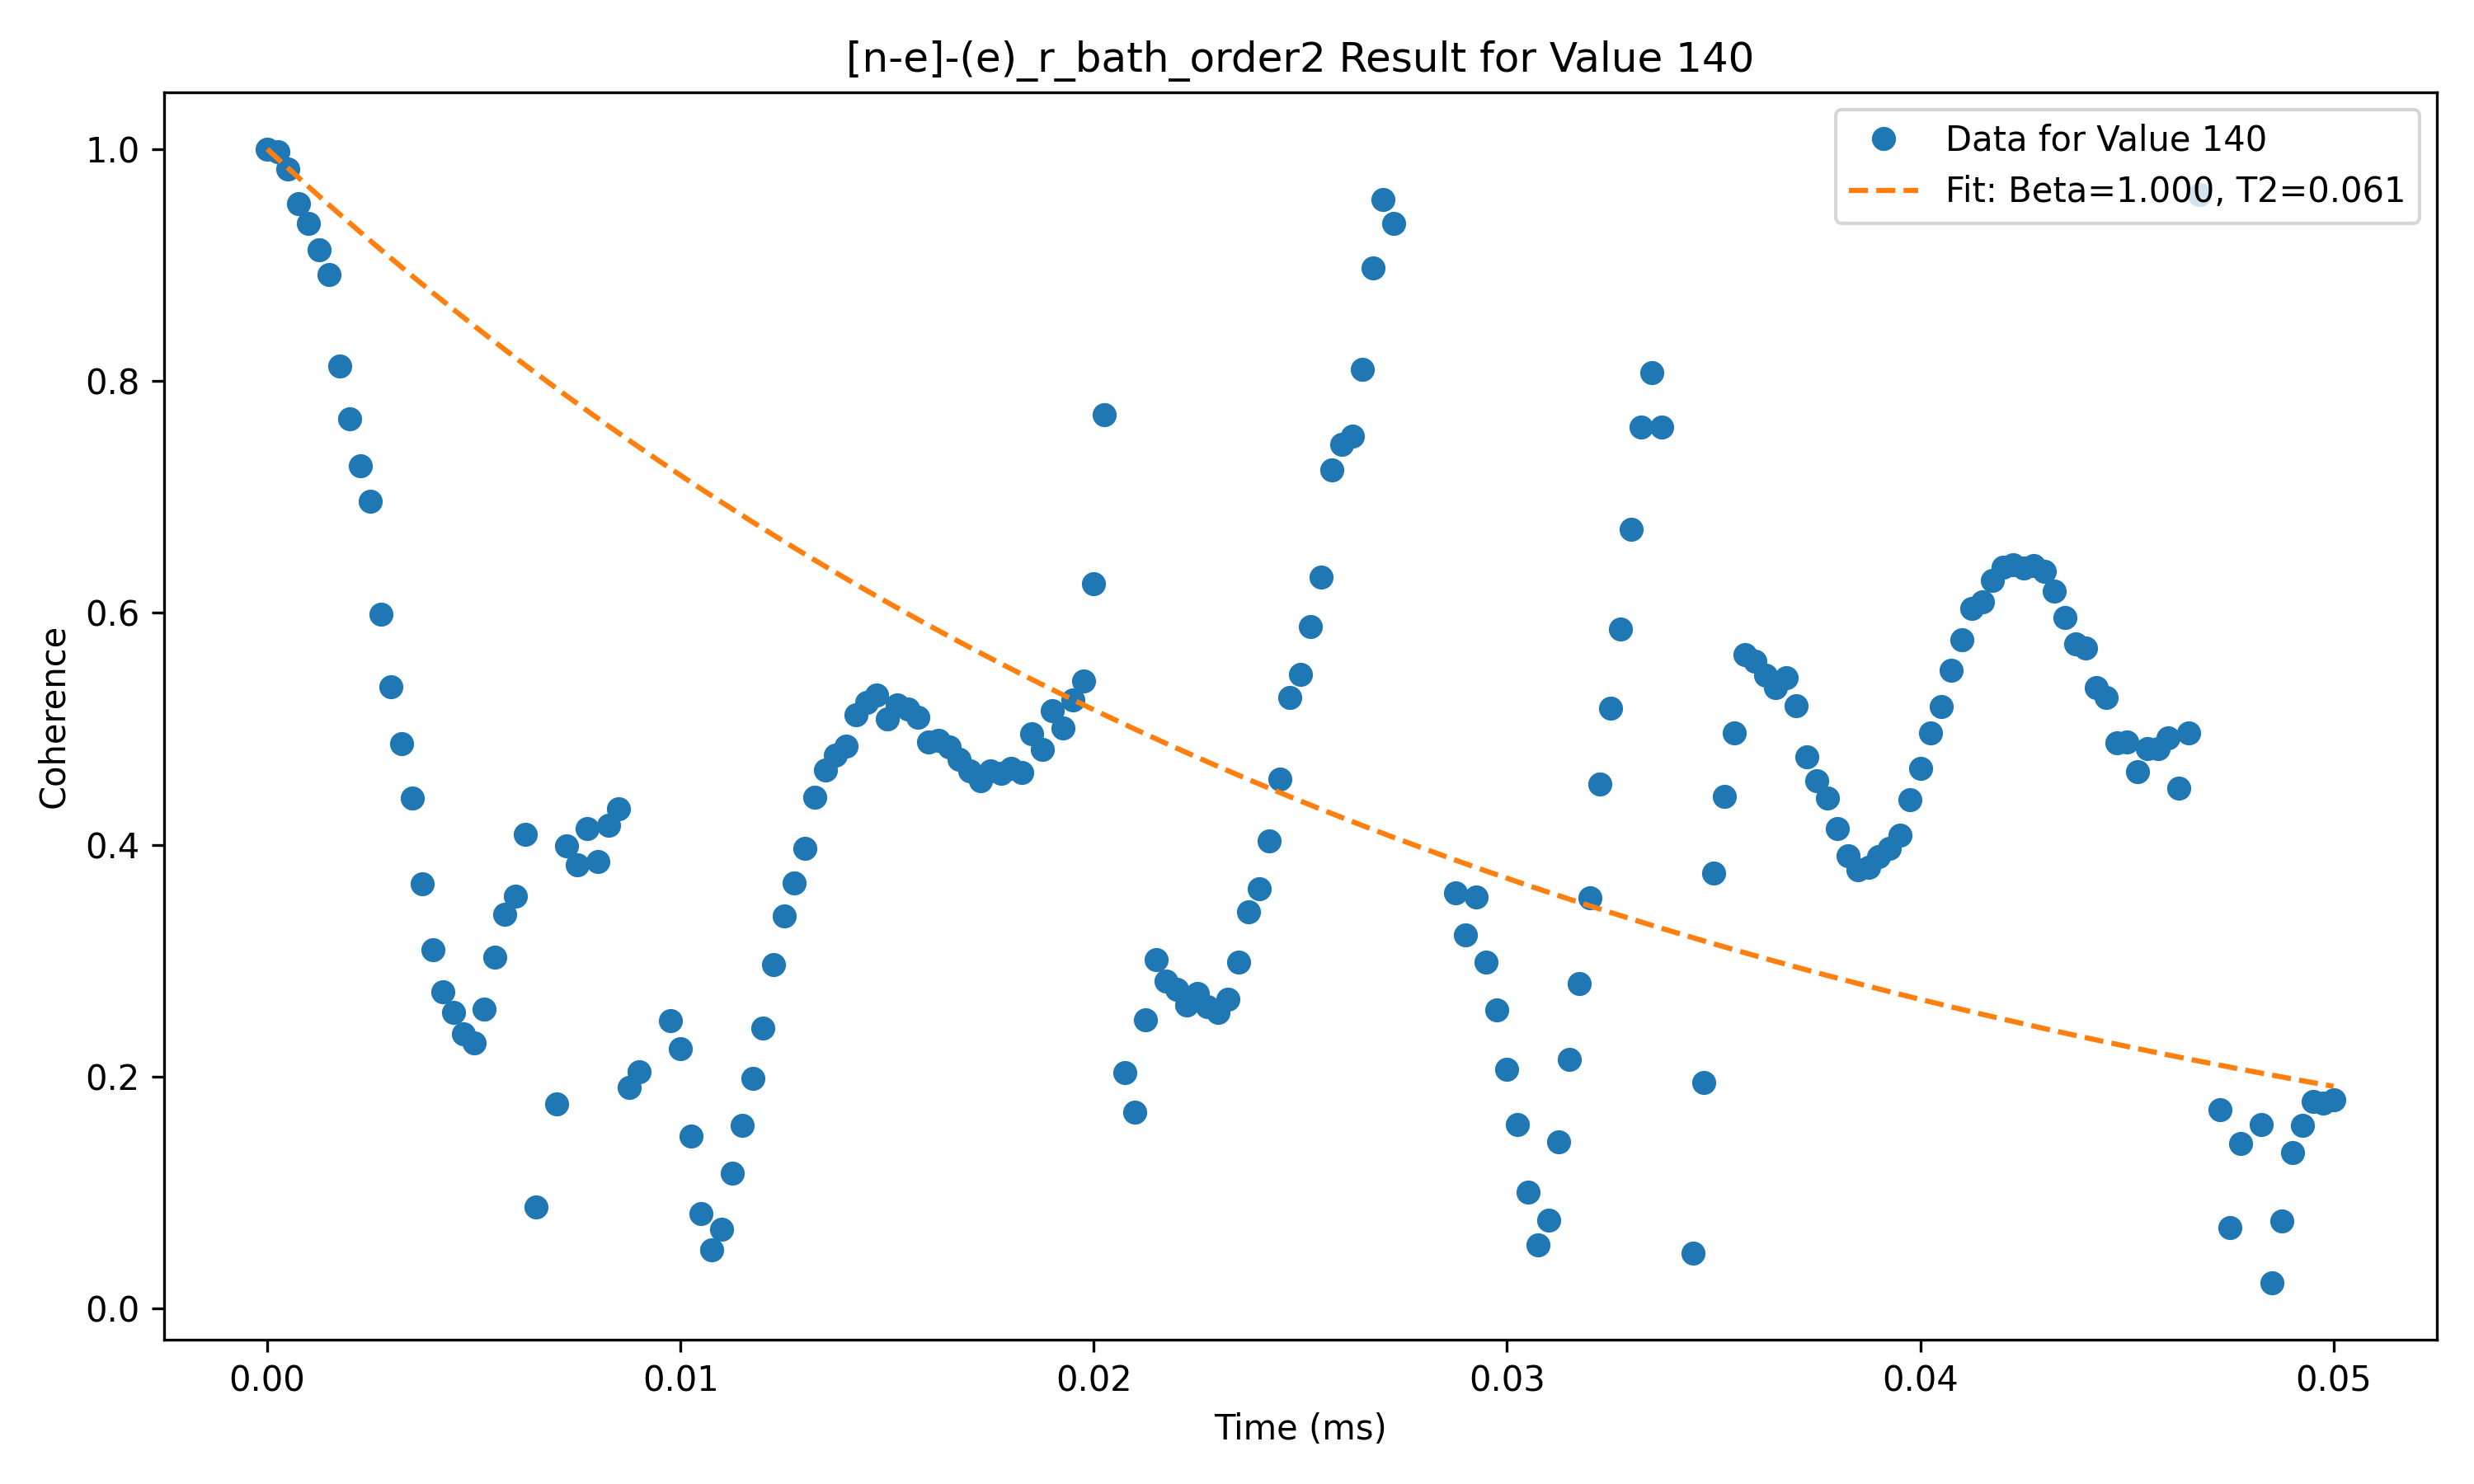 [n-e]-(e)_r_bath_order2 Result for Value 140
Data for Value 140
Fit: Beta=1.000, T2=0.061
Coherence
1.0
0.8
0.6
0.4
0.2
0.0
0.00 0.01 0.02 0.03 0.04 0.05
Time (ms)